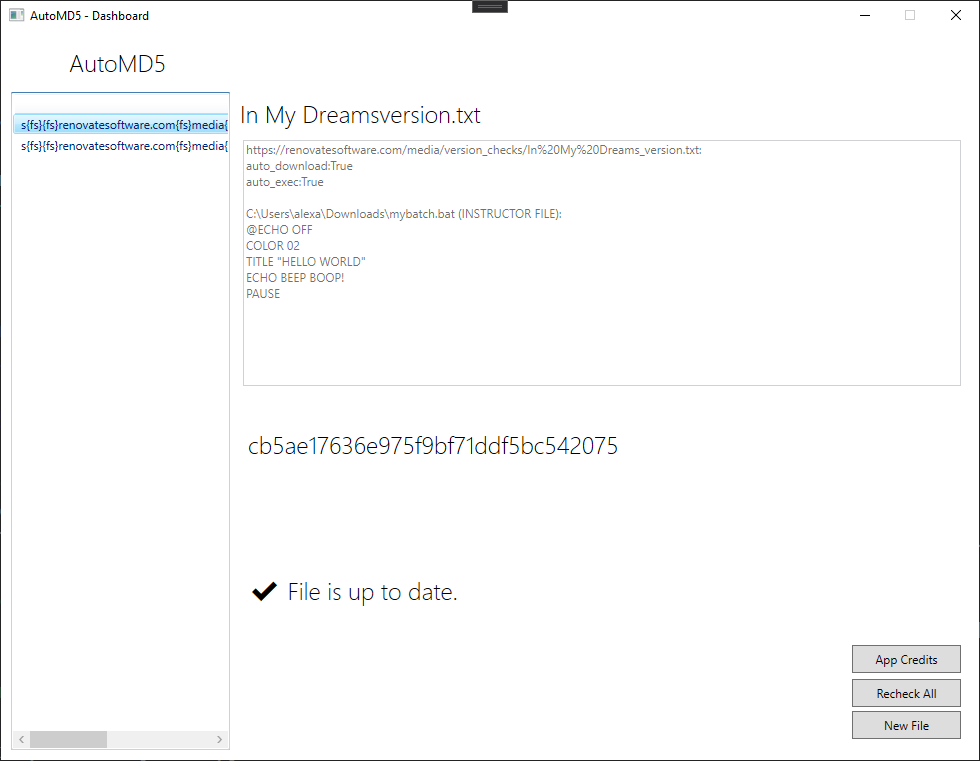 AutoMD5 - Dashboard
AutoMD5
s{fs}{fs}renovatesoftware.com{fs}media{
s{fs}{fs}renovatesoftware.com{fs}media{
In My Dreamsversion.txt
https://renovatesoftware.com/media/version_checks/In%20My%20Dreams_version.txt:
auto_download:True
auto_exec:True
C:\Users\alexa\Downloads\mybatch.bat (INSTRUCTOR FILE):
@ECHO OFF
COLOR 02
TITLE "HELLO WORLD"
ECHO BEEP BOOP!
PAUSE
cb5ae17636e975f9bf71ddf5bc542075
File is up to date.
App Credits
Recheck All
New File